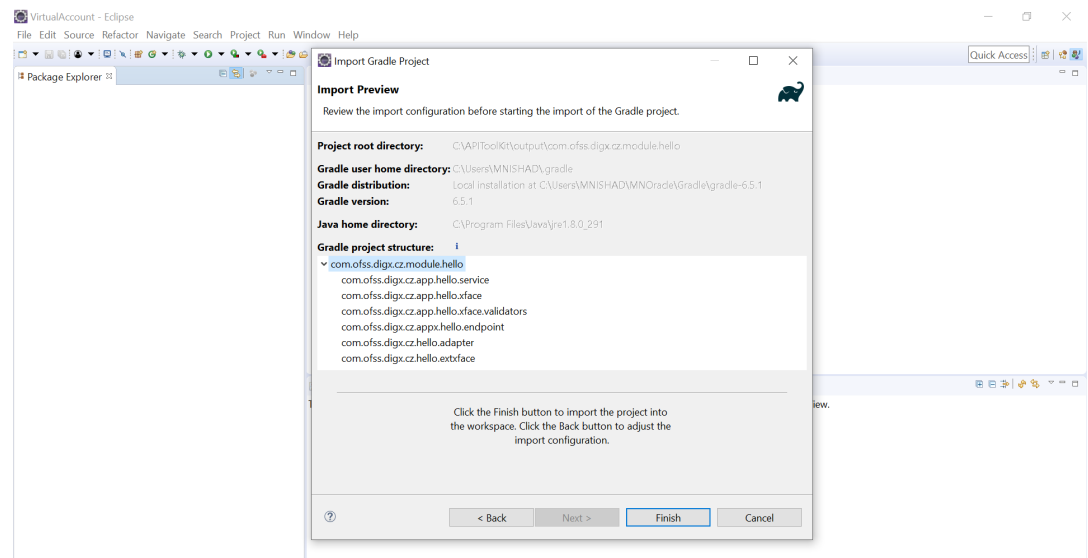 VirtualAccount - Eclipse
File Edit Source Refactor Navigate Search Project Run Window Help
Quick Access
Package Explorer
Import Gradle Project
Import Preview
Review the import configuration before starting the import of the Gradle project.
Project root directory: C:\APIToolKit\output\com.ofss.digx.cz.module.hello
Gradle user home directory: C:\Users\MNISHAD\.gradle
Gradle distribution: Local installation at C:\Users\MNISHAD\MNOracle\Gradle\gradle-6.5.1
Gradle version: 6.5.1
Java home directory: C:\Program Files\Java\jre1.8.0_291
Gradle project structure:
com.ofss.digx.cz.module.hello
com.ofss.digx.cz.app.hello.service
com.ofss.digx.cz.app.hello.xface
com.ofss.digx.cz.app.hello.xface.validators
com.ofss.digx.cz.appx.hello.endpoint
com.ofss.digx.cz.hello.adapter
com.ofss.digx.cz.hello.extxface
Click the Finish button to import the project into
the workspace. Click the Back button to adjust the
import configuration.
< Back Next > Finish Cancel